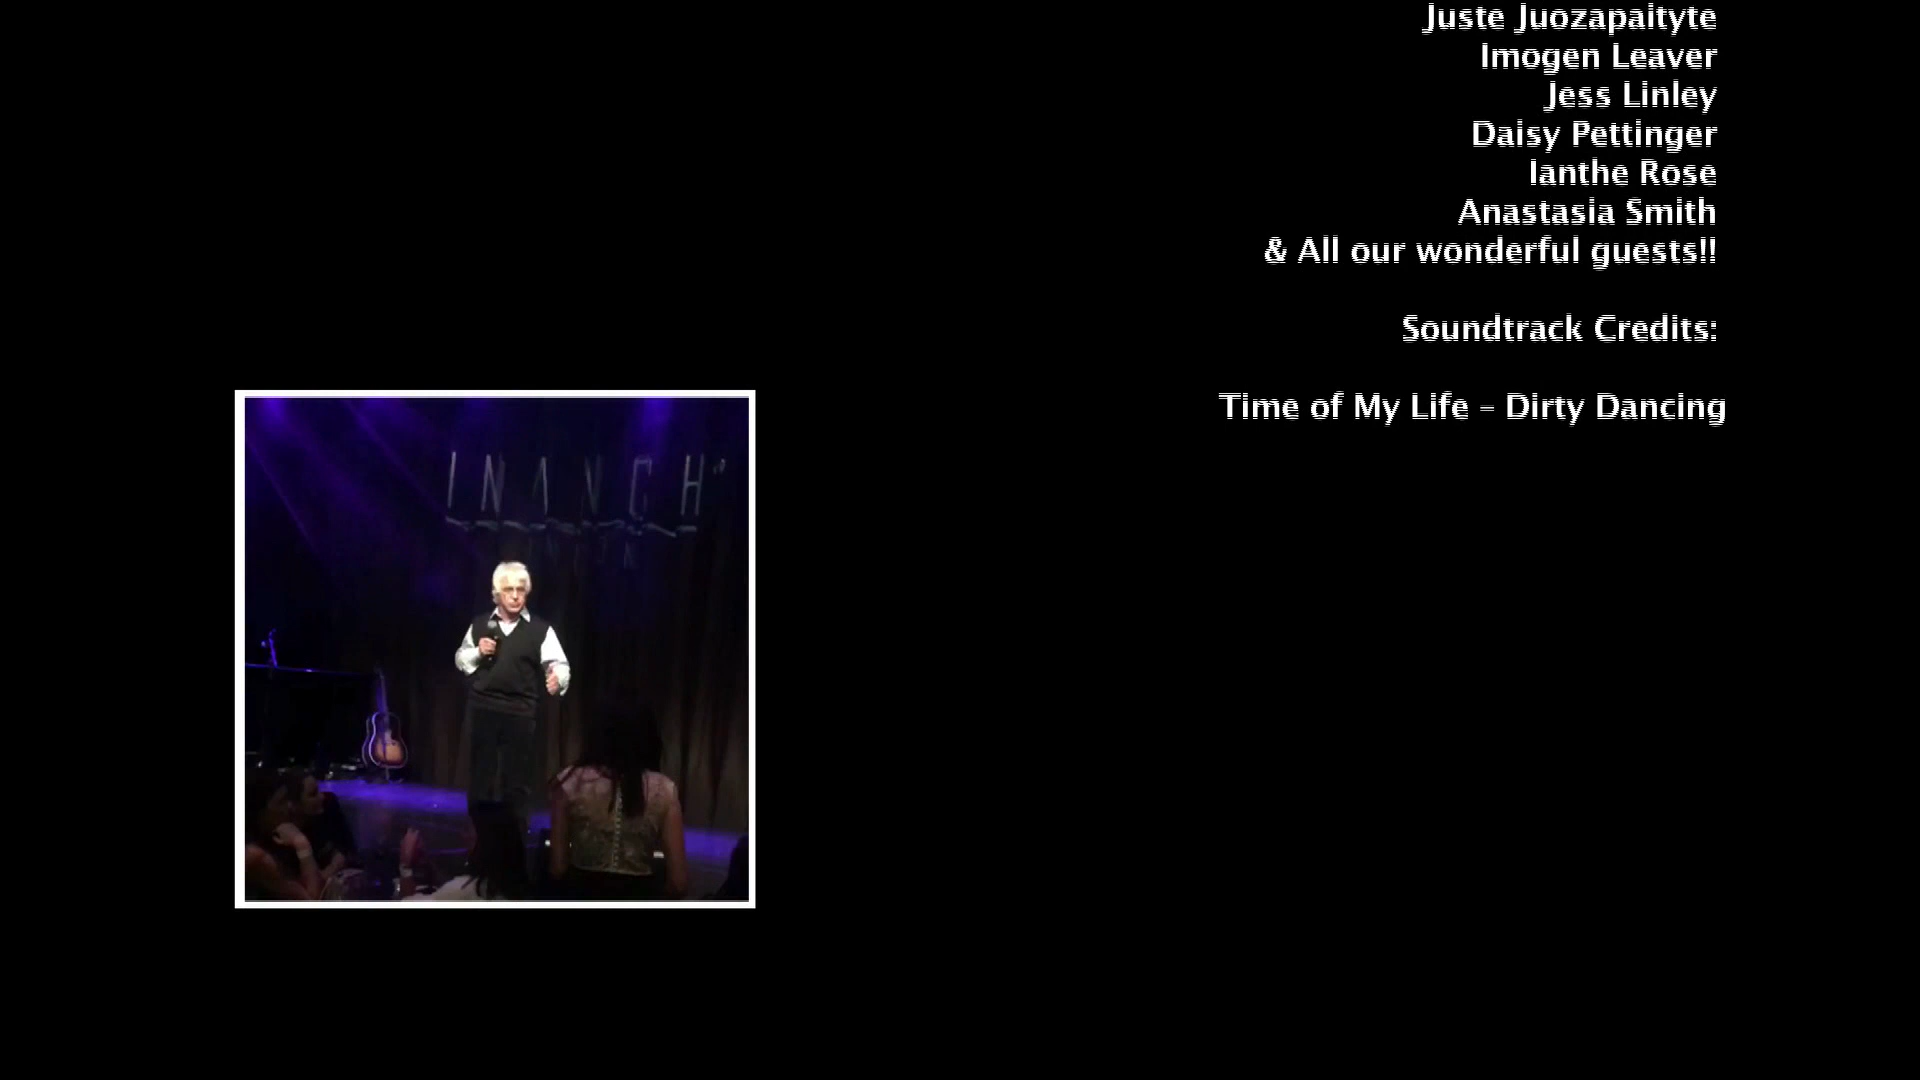 Juste Juozapaityte
Imogen Leaver
Jess Linley
Daisy Pettinger
Ianthe Rose
Anastasia Smith
& All our wonderful guests!!
Soundtrack Credits:
Time of My Life – Dirty Dancing